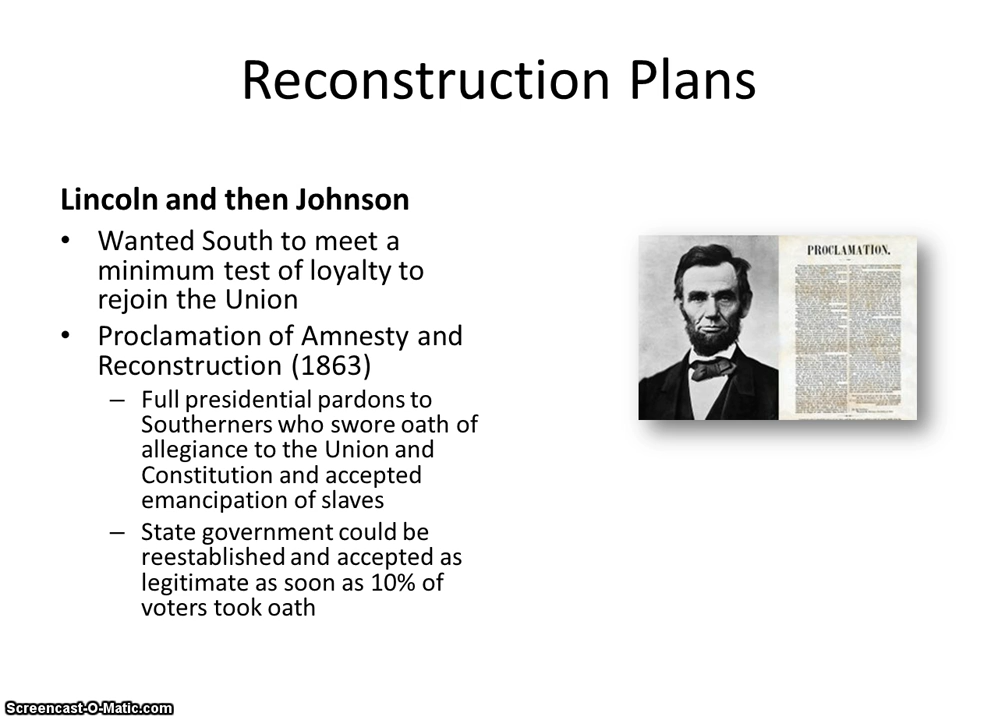 Reconstruction Plans
Lincoln and then Johnson
• Wanted South to meet a
minimum test of loyalty to
rejoin the Union
• Proclamation of Amnesty and
Reconstruction (1863)
– Full presidential pardons to
Southerners who swore oath of
allegiance to the Union and
Constitution and accepted
emancipation of slaves
– State government could be
reestablished and accepted as
legitimate as soon as 10% of
voters took oath
PROCLAMATION.
Screencast-O-Matic.com